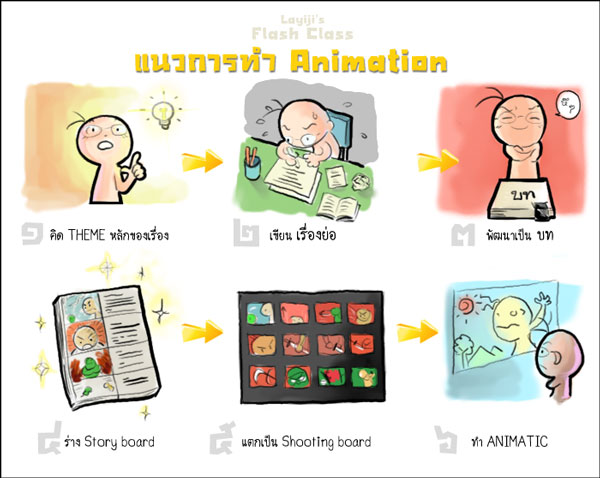 Layiji's
Flash Class
แนวการทำ Animation
๑ คิด THEME หลักของเรื่อง
๒ เขียน เรื่องย่อ
๓ พัฒนาเป็น บท
บท
๔ ร่าง Story board
๕ แตกเป็น Shooting board
๖ ทำ ANIMATIC